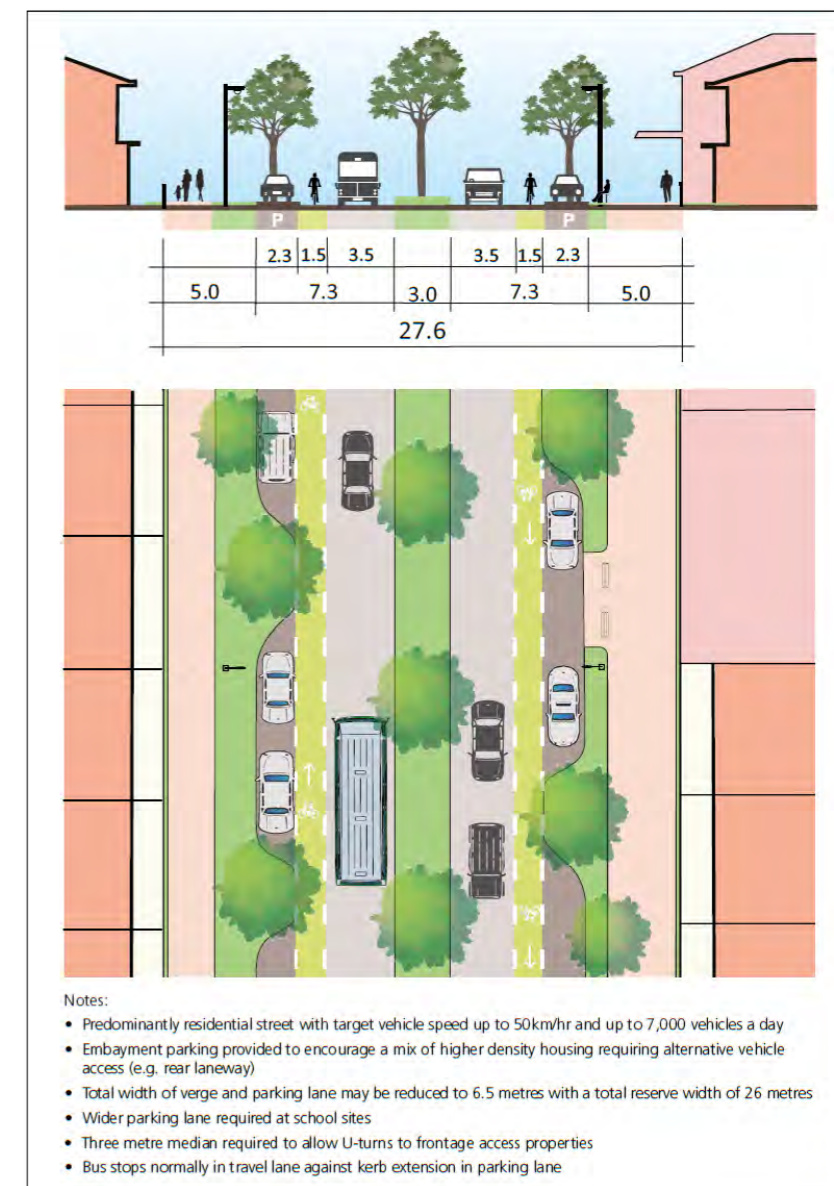 P P
2.3 1.5 3.5 3.5 1.5 2.3
5.0 7.3 3.0 7.3 5.0
27.6
Notes:
• Predominantly residential street with target vehicle speed up to 50km/hr and up to 7,000 vehicles a day
• Embayment parking provided to encourage a mix of higher density housing requiring alternative vehicle
access (e.g. rear laneway)
• Total width of verge and parking lane may be reduced to 6.5 metres with a total reserve width of 26 metres
• Wider parking lane required at school sites
• Three metre median required to allow U-turns to frontage access properties
• Bus stops normally in travel lane against kerb extension in parking lane